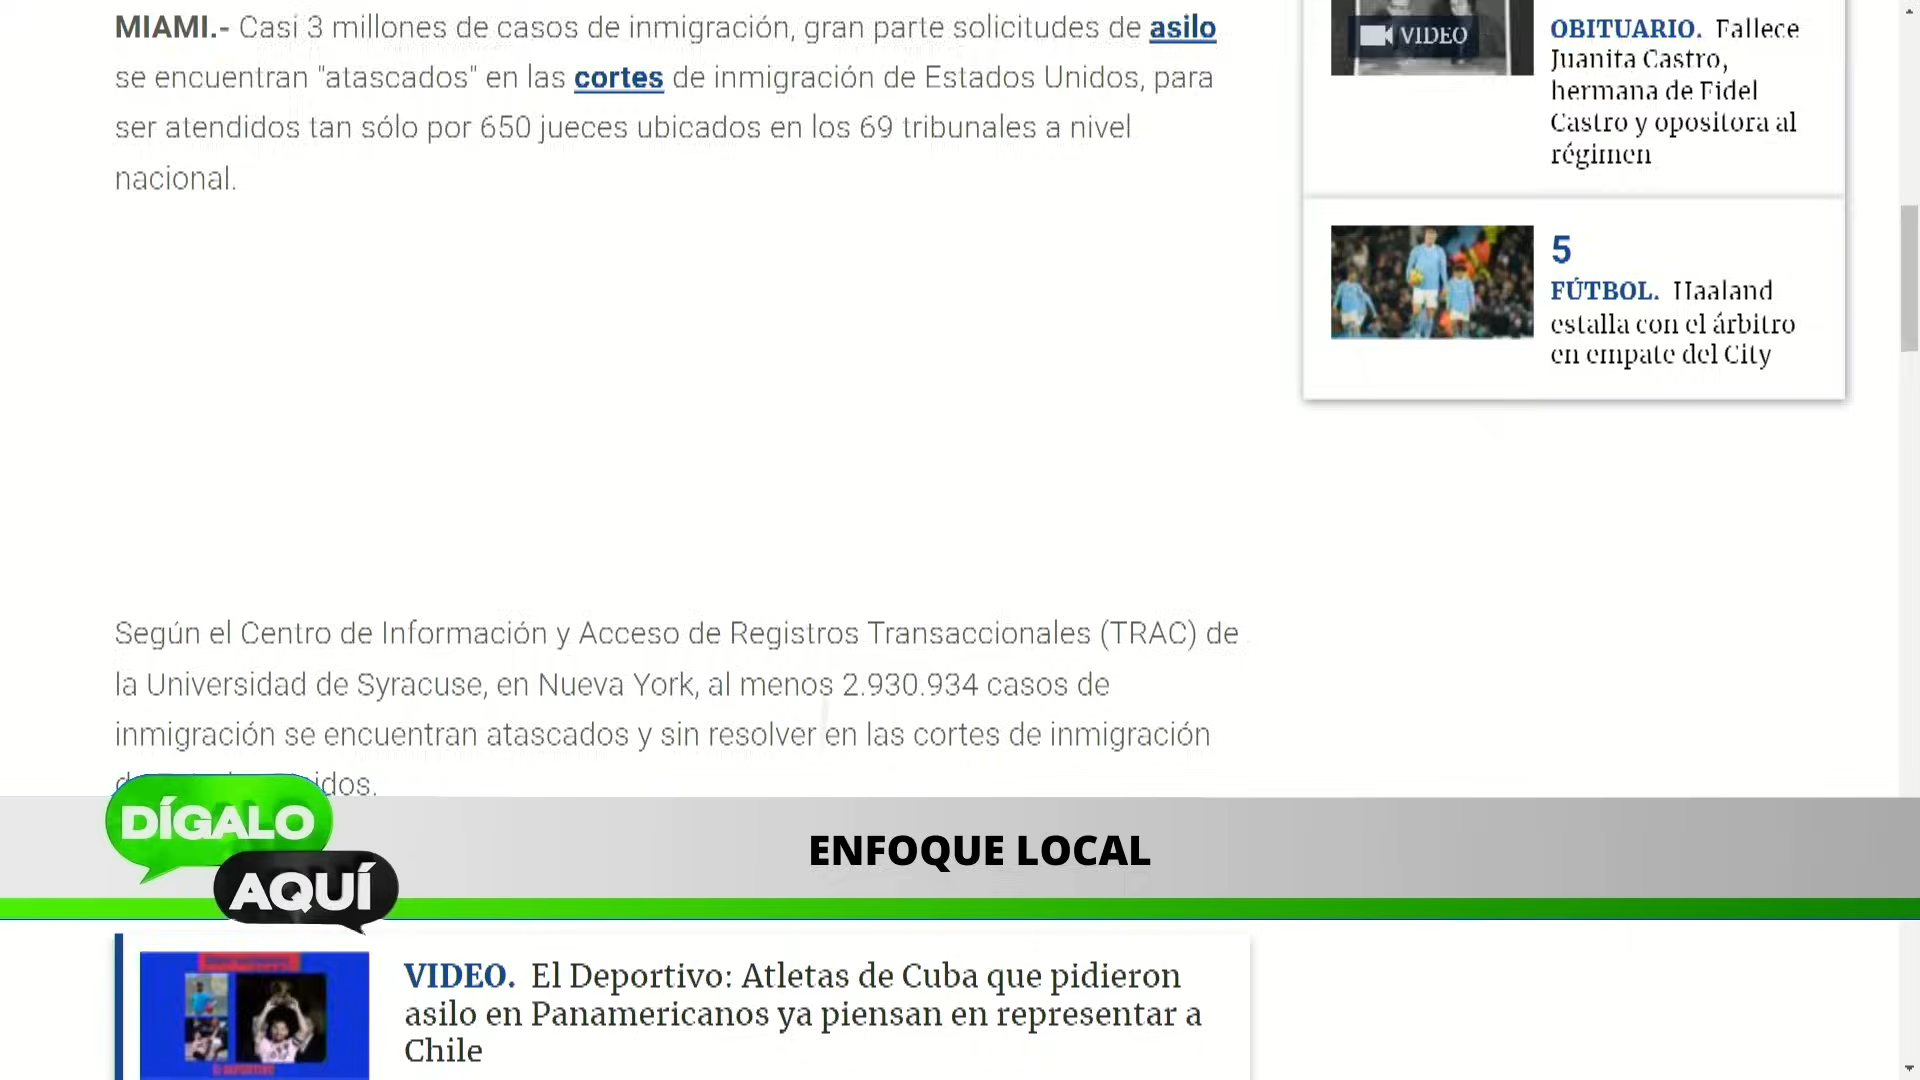 MIAMI.- Casi 3 millones de casos de inmigración, gran parte solicitudes de asilo
se encuentran "atascados" en las cortes de inmigración de Estados Unidos, para
ser atendidos tan sólo por 650 jueces ubicados en los 69 tribunales a nivel
nacional.
VIDEO
OBITUARIO. Fallece
Juanita Castro,
hermana de Fidel
Castro y opositora al
régimen
5
FÚTBOL. Haaland
estalla con el árbitro
en empate del City
Según el Centro de Información y Acceso de Registros Transaccionales (TRAC) de
la Universidad de Syracuse, en Nueva York, al menos 2.930.934 casos de
inmigración se encuentran atascados y sin resolver en las cortes de inmigración
DÍGALO
AQUÍ
ENFOQUE LOCAL
VIDEO. El Deportivo: Atletas de Cuba que pidieron
asilo en Panamericanos ya piensan en representar a
Chile